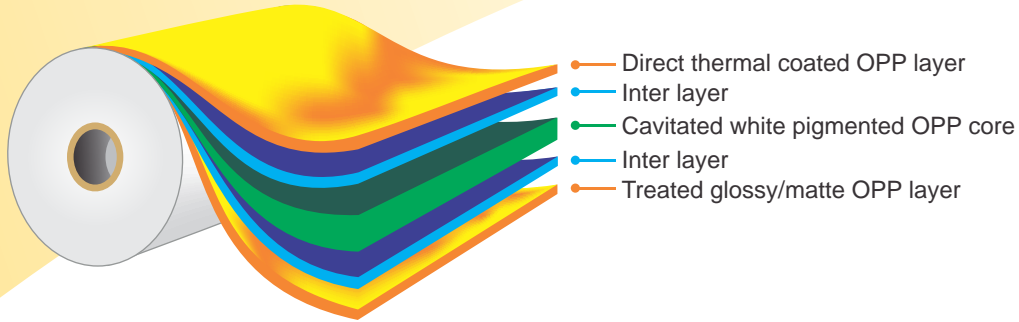 Direct thermal coated OPP layer
Inter layer
Cavitated white pigmented OPP core
Inter layer
Treated glossy/matte OPP layer